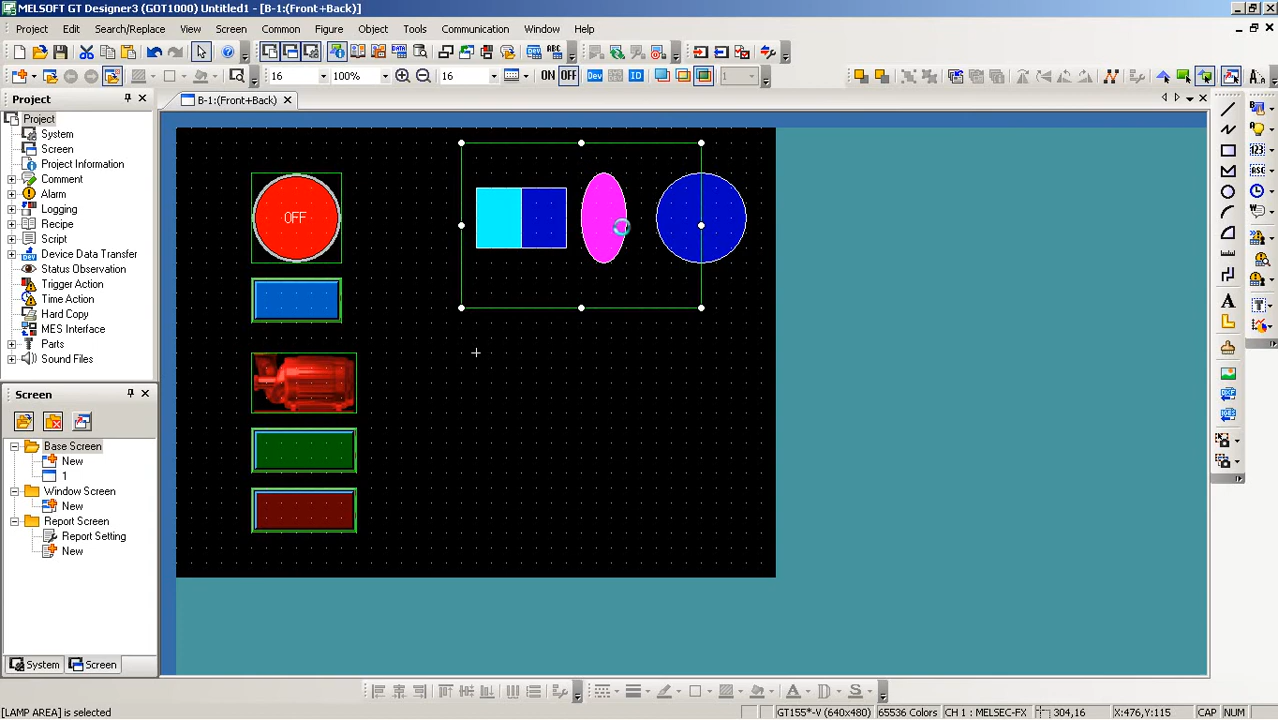 MELSOFT GT Designer3 (GOT1000) Untitled1 - [B-1:(Front+Back)]
Project Edit Search/Replace View Screen Common Figure Object Tools Communication Window Help
16 100% 16 ON OFF Dev ID 1
Project
B-1:(Front+Back)
Project
System
Screen
Project Information
Comment
Alarm
Logging
Recipe
Script
Device Data Transfer
Status Observation
Trigger Action
Time Action
Hard Copy
MES Interface
Parts
Sound Files
OFF
Screen
Base Screen
New
1
Window Screen
New
Report Screen
Report Setting
New
System Screen
[LAMP AREA] is selected
GT155*-V (640x480) 65536 Colors CH 1 : MELSEC-FX 304,16 X:476,Y:115 CAP NUM